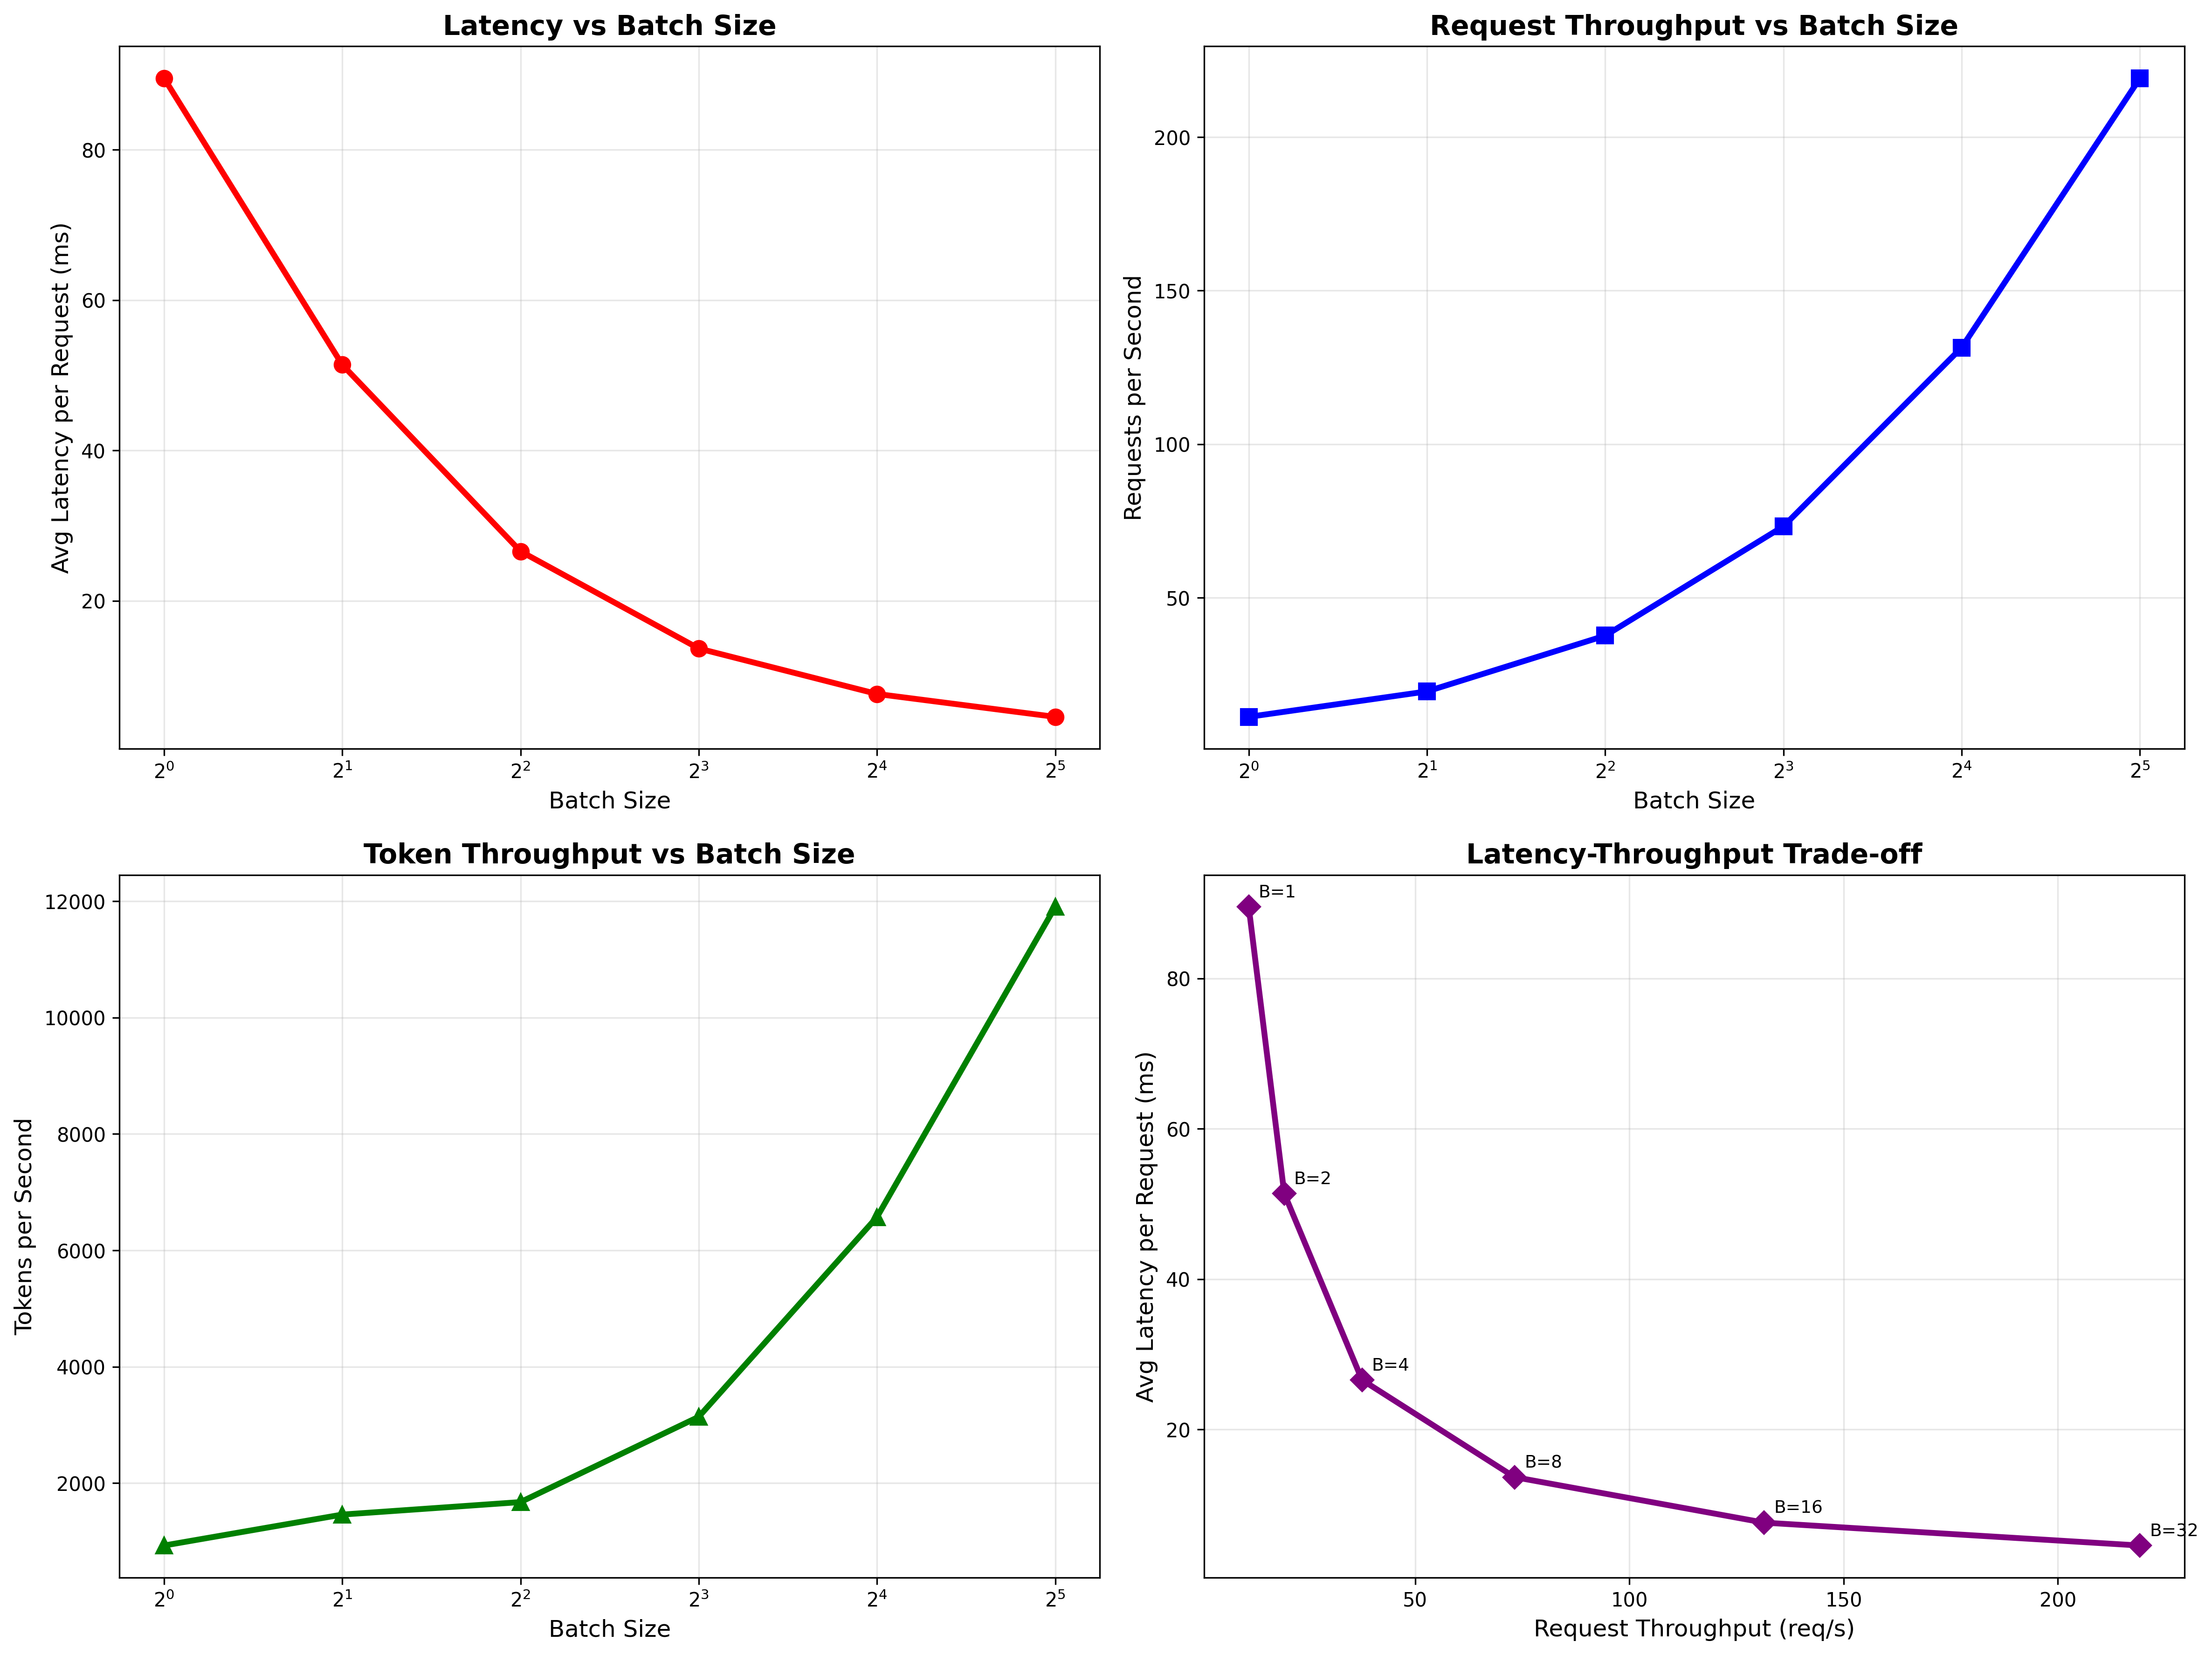 Latency vs Batch Size
Avg Latency per Request (ms)
80
60
40
20
2⁰ 2¹ 2² 2³ 2⁴ 2⁵
Batch Size
Request Throughput vs Batch Size
Requests per Second
200
150
100
50
2⁰ 2¹ 2² 2³ 2⁴ 2⁵
Batch Size
Token Throughput vs Batch Size
Tokens per Second
12000
10000
8000
6000
4000
2000
2⁰ 2¹ 2² 2³ 2⁴ 2⁵
Batch Size
Latency-Throughput Trade-off
Avg Latency per Request (ms)
80
60
40
20
B=1
B=2
B=4
B=8
B=16
B=32
50 100 150 200
Request Throughput (req/s)